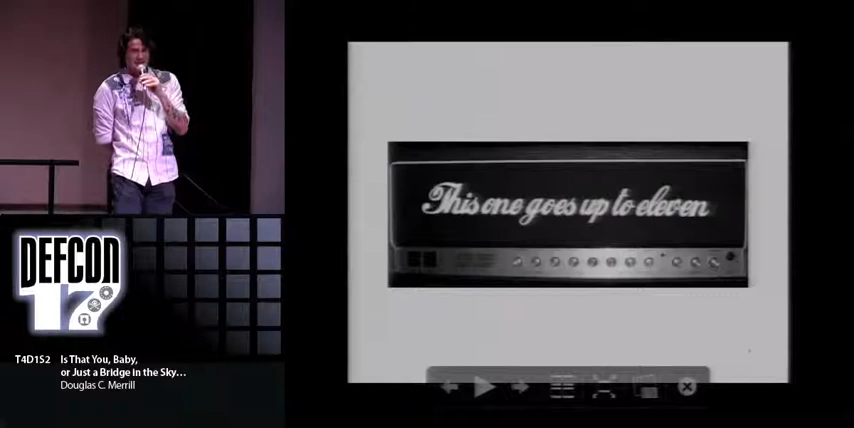 This one goes up to eleven
DEFCON
17
T4D1S2 Is That You, Baby,
or Just a Bridge in the Sky...
Douglas C. Merrill